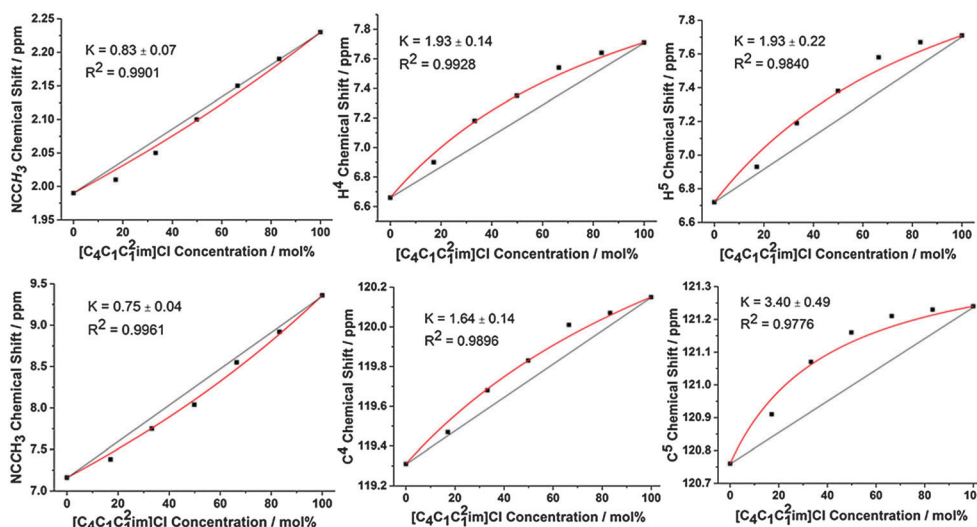 2.25
2.20
2.15
2.10
2.05
2.00
1.95
NCCH₃ Chemical Shift / ppm
K = 0.83 ± 0.07
R² = 0.9901
0 20 40 60 80 100
[C₄C₁C₁²im]Cl Concentration / mol%
7.8
7.6
7.4
7.2
7.0
6.8
6.6
H⁴ Chemical Shift / ppm
K = 1.93 ± 0.14
R² = 0.9928
0 20 40 60 80 100
[C₄C₁C₁²im]Cl Concentration / mol%
7.8
7.6
7.4
7.2
7.0
6.8
6.6
H⁵ Chemical Shift / ppm
K = 1.93 ± 0.22
R² = 0.9840
0 20 40 60 80 100
[C₄C₁C₁²im]Cl Concentration / mol%
9.5
9.0
8.5
8.0
7.5
7.0
NCCH₃ Chemical Shift / ppm
K = 0.75 ± 0.04
R² = 0.9961
0 20 40 60 80 100
[C₄C₁C₁²im]Cl Concentration / mol%
120.2
120.0
119.8
119.6
119.4
119.2
C⁴ Chemical Shift / ppm
K = 1.64 ± 0.14
R² = 0.9896
0 20 40 60 80 100
[C₄C₁C₁²im]Cl Concentration / mol%
121.3
121.2
121.1
121.0
120.9
120.8
120.7
C⁵ Chemical Shift / ppm
K = 3.40 ± 0.49
R² = 0.9776
0 20 40 60 80 100
[C₄C₁C₁²im]Cl Concentration / mol%